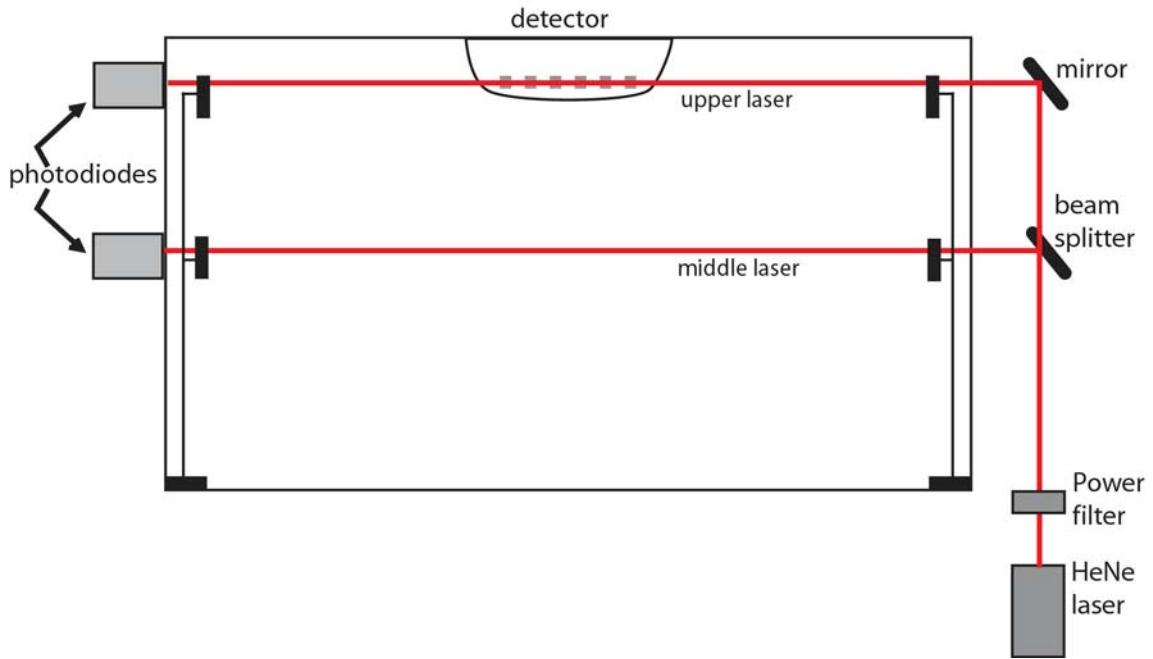 detector
mirror
upper laser
photodiodes
beam
splitter
middle laser
Power
filter
HeNe
laser